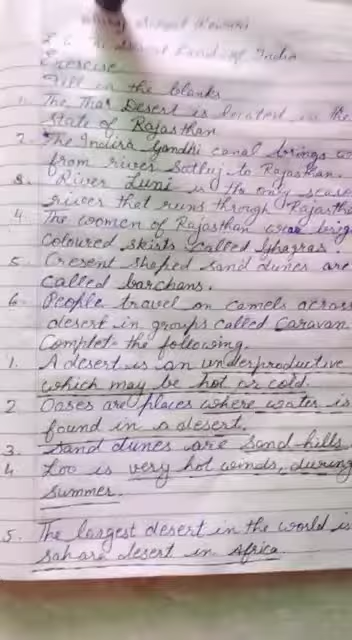 The Desert Land of India
Exercise
Fill in the blanks
1. The Thar Desert is located in the
state of Rajasthan
2. The Indira Gandhi canal brings
from river Sutluj to Rajasthan.
3. River Luni is the only
river that runs through Rajastha
4. The women of Rajasthan wear brig
coloured skirts called Ghagras.
5. Cresent shaped sand dunes are
called barchans.
6. People travel on camels across
desert in groups called Caravan
Complete the following.
1. A desert is an underproductive
which may be hot or cold.
2 Oases are places where water is
found in a desert.
3. Sand dunes are Sand hills
4 Loo is very hot winds, during
summer.
5. The largest desert in the world is
sahara desert in Africa.